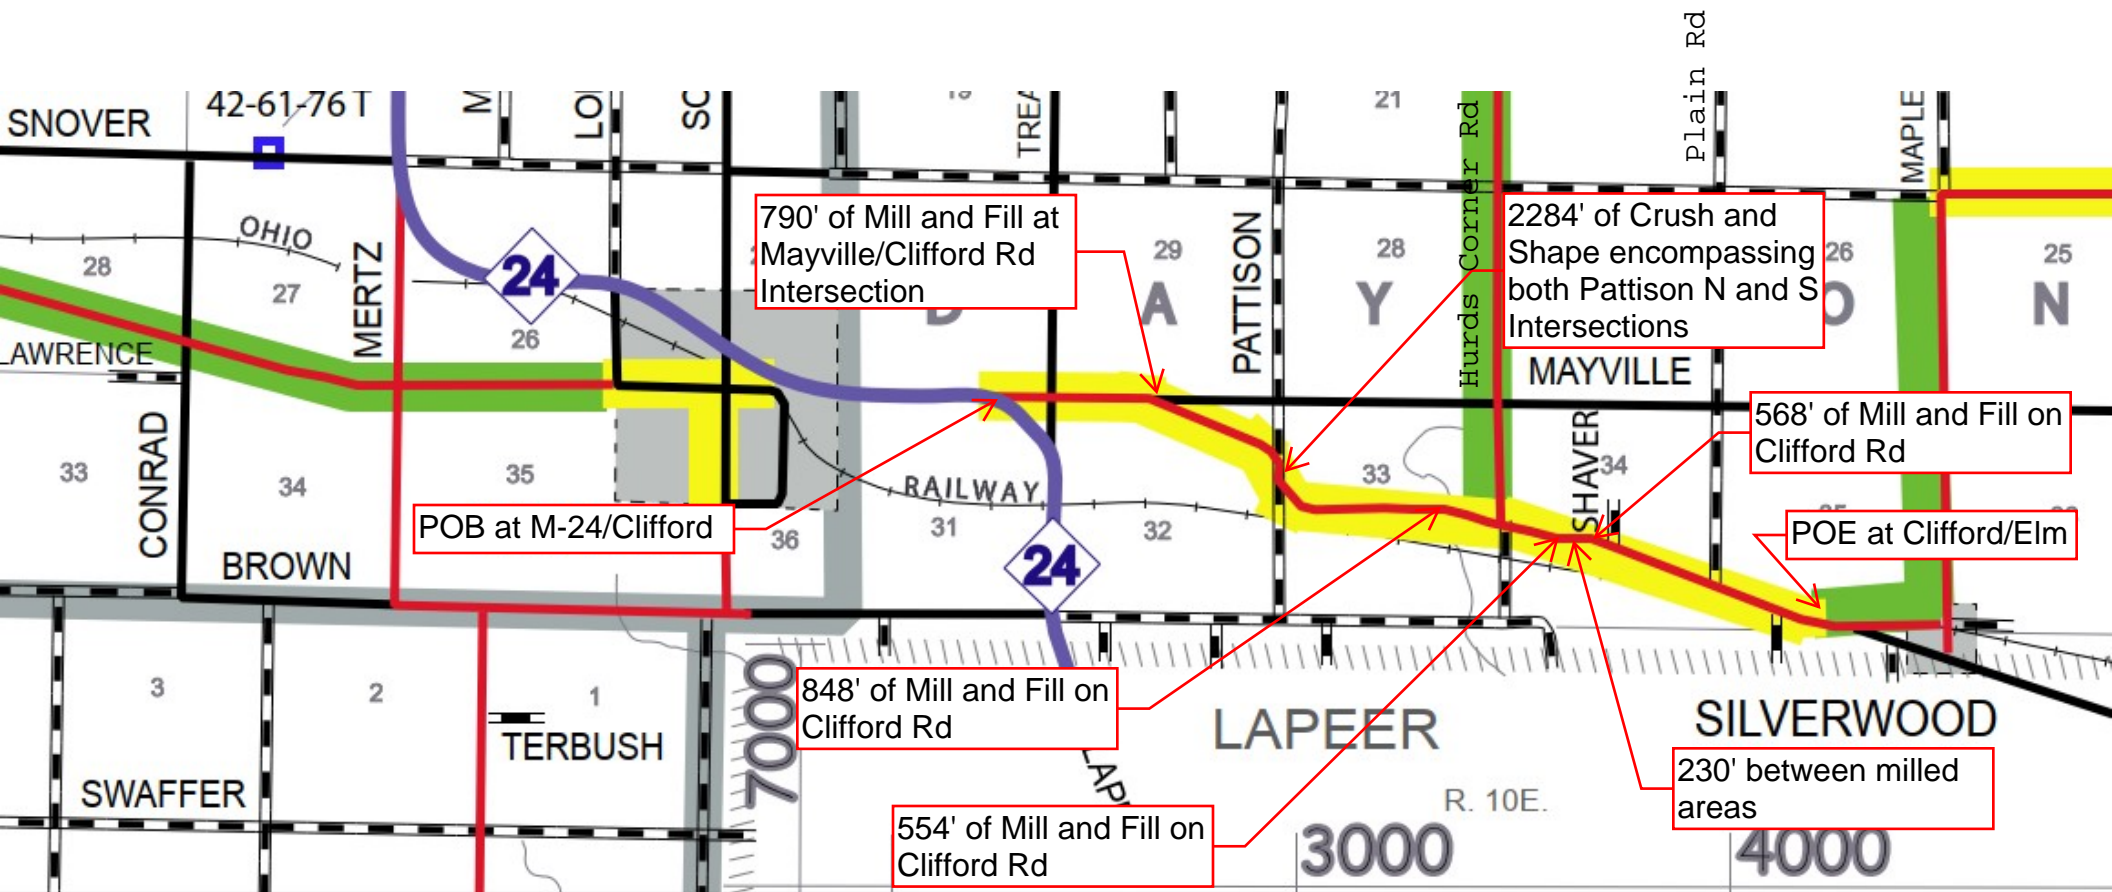 Plain Rd
42-61-76 T
SNOVER
TREA
21
Hurds Corner Rd
MAPLE
790' of Mill and Fill at
Mayville/Clifford Rd
Intersection
2284' of Crush and
Shape encompassing
both Pattison N and S
Intersections
OHIO
MERTZ
28
27
24
26
29
PATTISON
28
26
25
A
Y
O
N
LAWRENCE
MAYVILLE
568' of Mill and Fill on
Clifford Rd
CONRAD
33
34
35
RAILWAY
33
SHAVER
34
POB at M-24/Clifford
36
31
32
POE at Clifford/Elm
BROWN
24
3
2
1
TERBUSH
SWAFFER
7000
848' of Mill and Fill on
Clifford Rd
LAPEER
SILVERWOOD
230' between milled
areas
R. 10E.
554' of Mill and Fill on
Clifford Rd
3000
4000